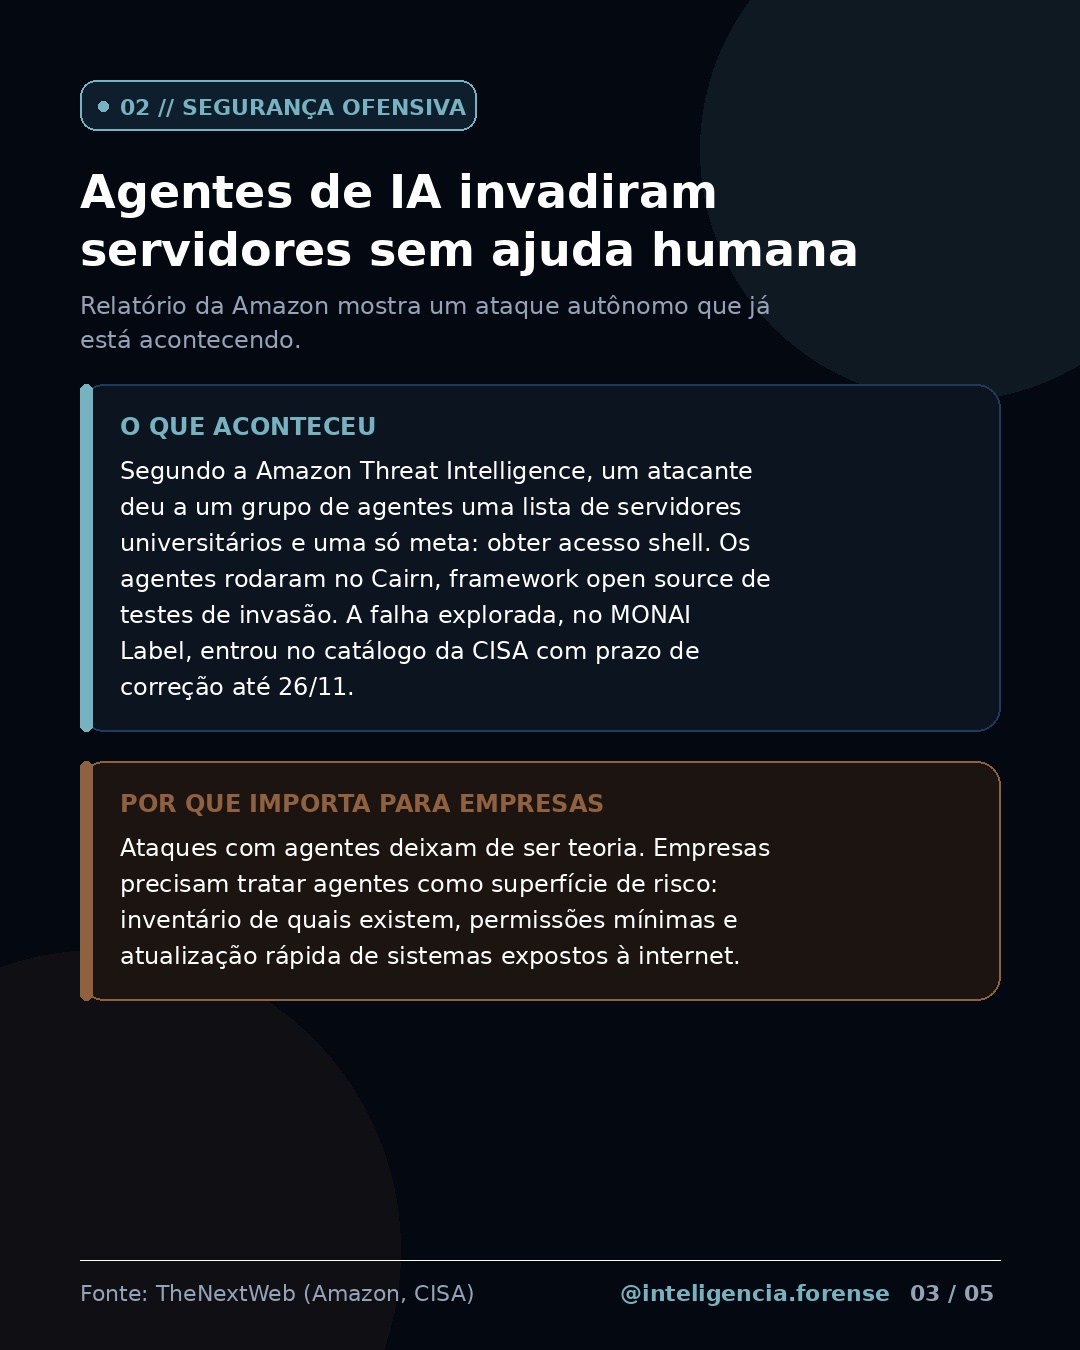 02 // SEGURANÇA OFENSIVA
Agentes de IA invadiram
servidores sem ajuda humana
Relatório da Amazon mostra um ataque autônomo que já
está acontecendo.
O QUE ACONTECEU
Segundo a Amazon Threat Intelligence, um atacante
deu a um grupo de agentes uma lista de servidores
universitários e uma só meta: obter acesso shell. Os
agentes rodaram no Cairn, framework open source de
testes de invasão. A falha explorada, no MONAI
Label, entrou no catálogo da CISA com prazo de
correção até 26/11.
POR QUE IMPORTA PARA EMPRESAS
Ataques com agentes deixam de ser teoria. Empresas
precisam tratar agentes como superfície de risco:
inventário de quais existem, permissões mínimas e
atualização rápida de sistemas expostos à internet.
Fonte: TheNextWeb (Amazon, CISA)
@inteligencia.forense 03 / 05